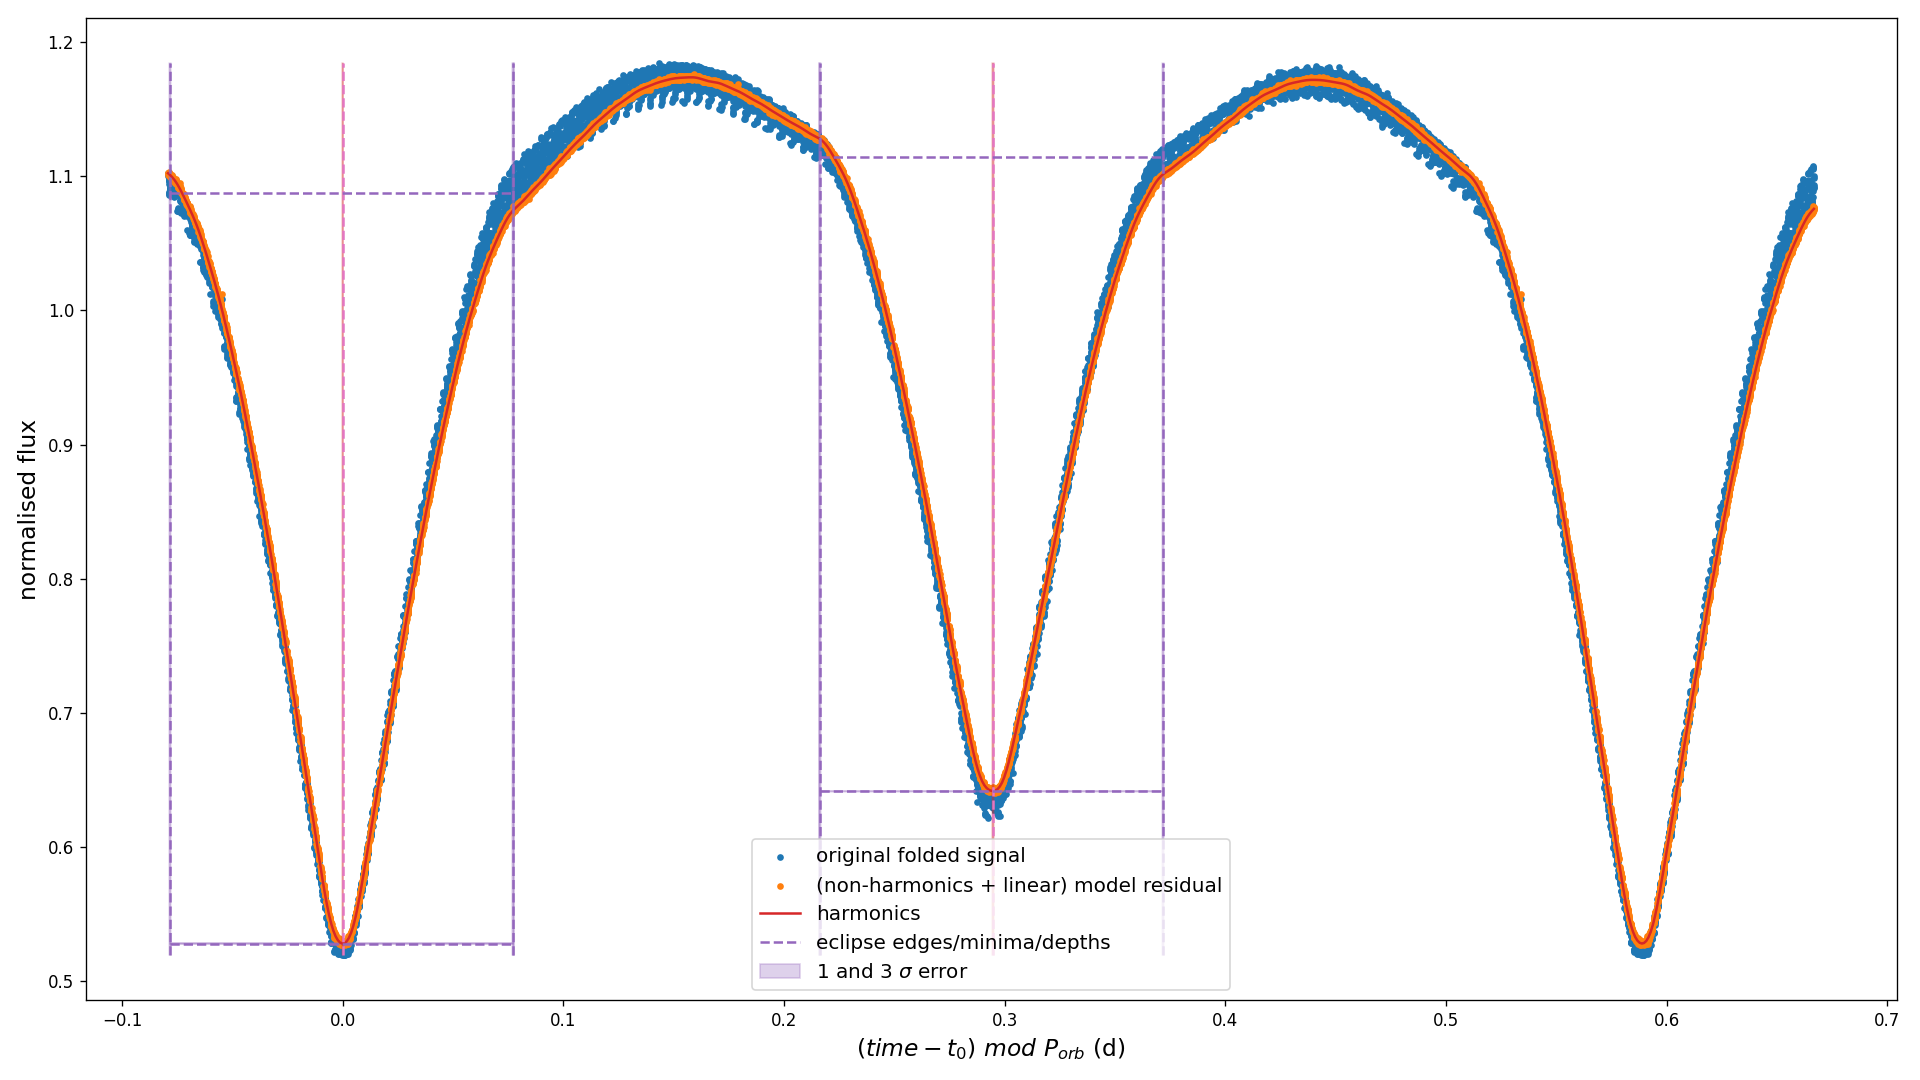 normalised flux
1.2
1.1
1.0
0.9
0.8
0.7
0.6
0.5
original folded signal
(non-harmonics + linear) model residual
harmonics
eclipse edges/minima/depths
1 and 3 σ error
−0.1 0.0 0.1 0.2 0.3 0.4 0.5 0.6 0.7
(time − t₀) mod Pₒᵣb (d)